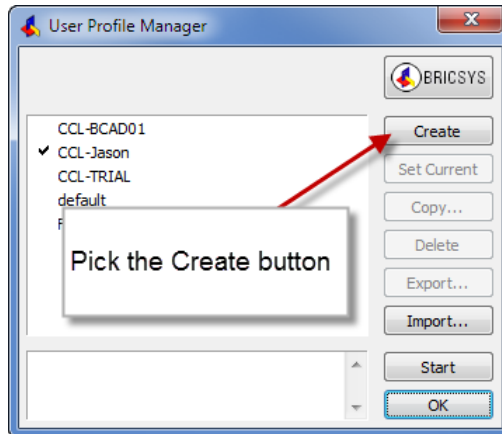 User Profile Manager
BRICSYS
CCL-BCAD01
CCL-Jason
CCL-TRIAL
default
Pick the Create button
Create
Set Current
Copy...
Delete
Export...
Import...
Start
OK